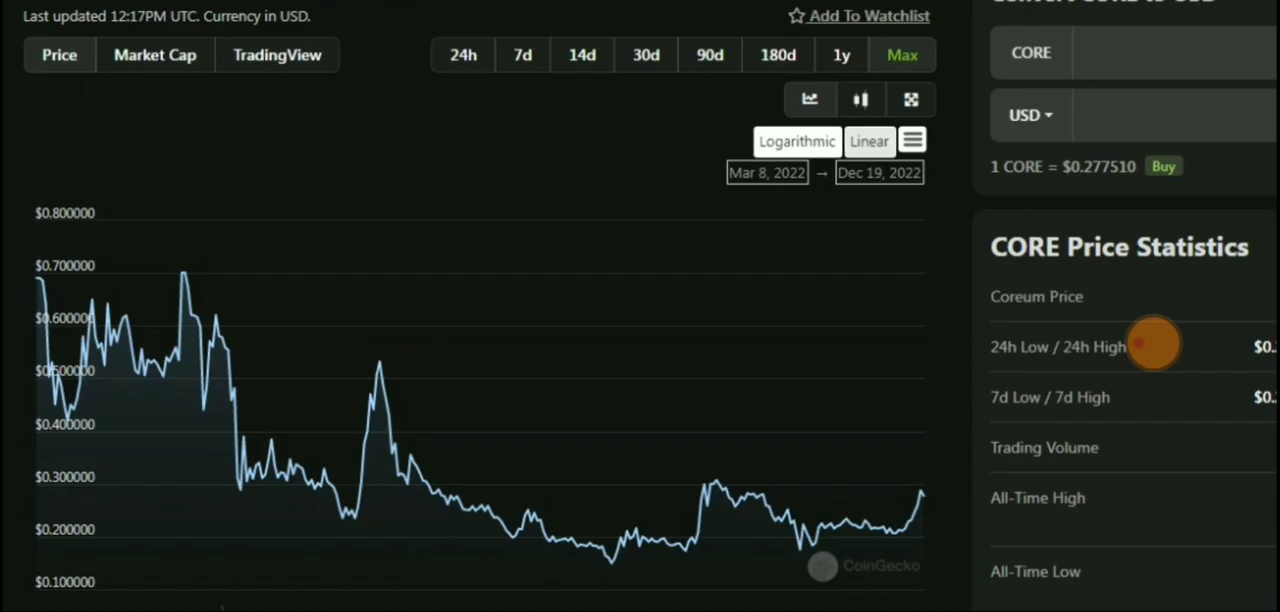 Last updated 12:17PM UTC. Currency in USD.
Add To Watchlist
Price Market Cap TradingView
24h 7d 14d 30d 90d 180d 1y Max
Logarithmic Linear
Mar 8, 2022 → Dec 19, 2022
$0.800000
$0.700000
$0.600000
$0.500000
$0.400000
$0.300000
$0.200000
$0.100000
CoinGecko
CORE
USD
1 CORE = $0.277510 Buy
CORE Price Statistics
Coreum Price
24h Low / 24h High $0.
7d Low / 7d High $0.
Trading Volume
All-Time High
All-Time Low